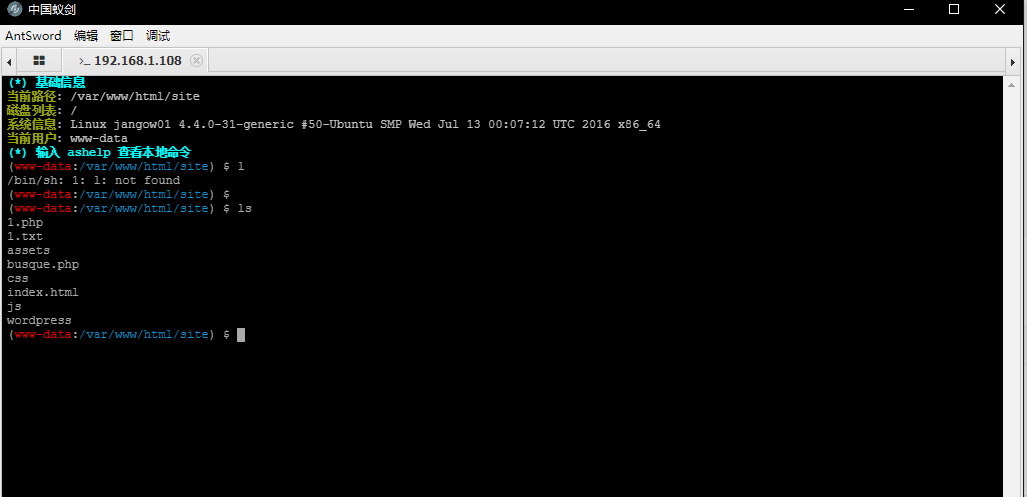 中国蚁剑
AntSword 编辑 窗口 调试
>_ 192.168.1.108
(*) 基础信息
当前路径: /var/www/html/site
磁盘列表: /
系统信息: Linux jangow01 4.4.0-31-generic #50-Ubuntu SMP Wed Jul 13 00:07:12 UTC 2016 x86_64
当前用户: www-data
(*) 输入 ashelp 查看本地命令
(www-data:/var/www/html/site) $ l
/bin/sh: 1: l: not found
(www-data:/var/www/html/site) $
(www-data:/var/www/html/site) $ ls
1.php
1.txt
assets
busque.php
css
index.html
js
wordpress
(www-data:/var/www/html/site) $